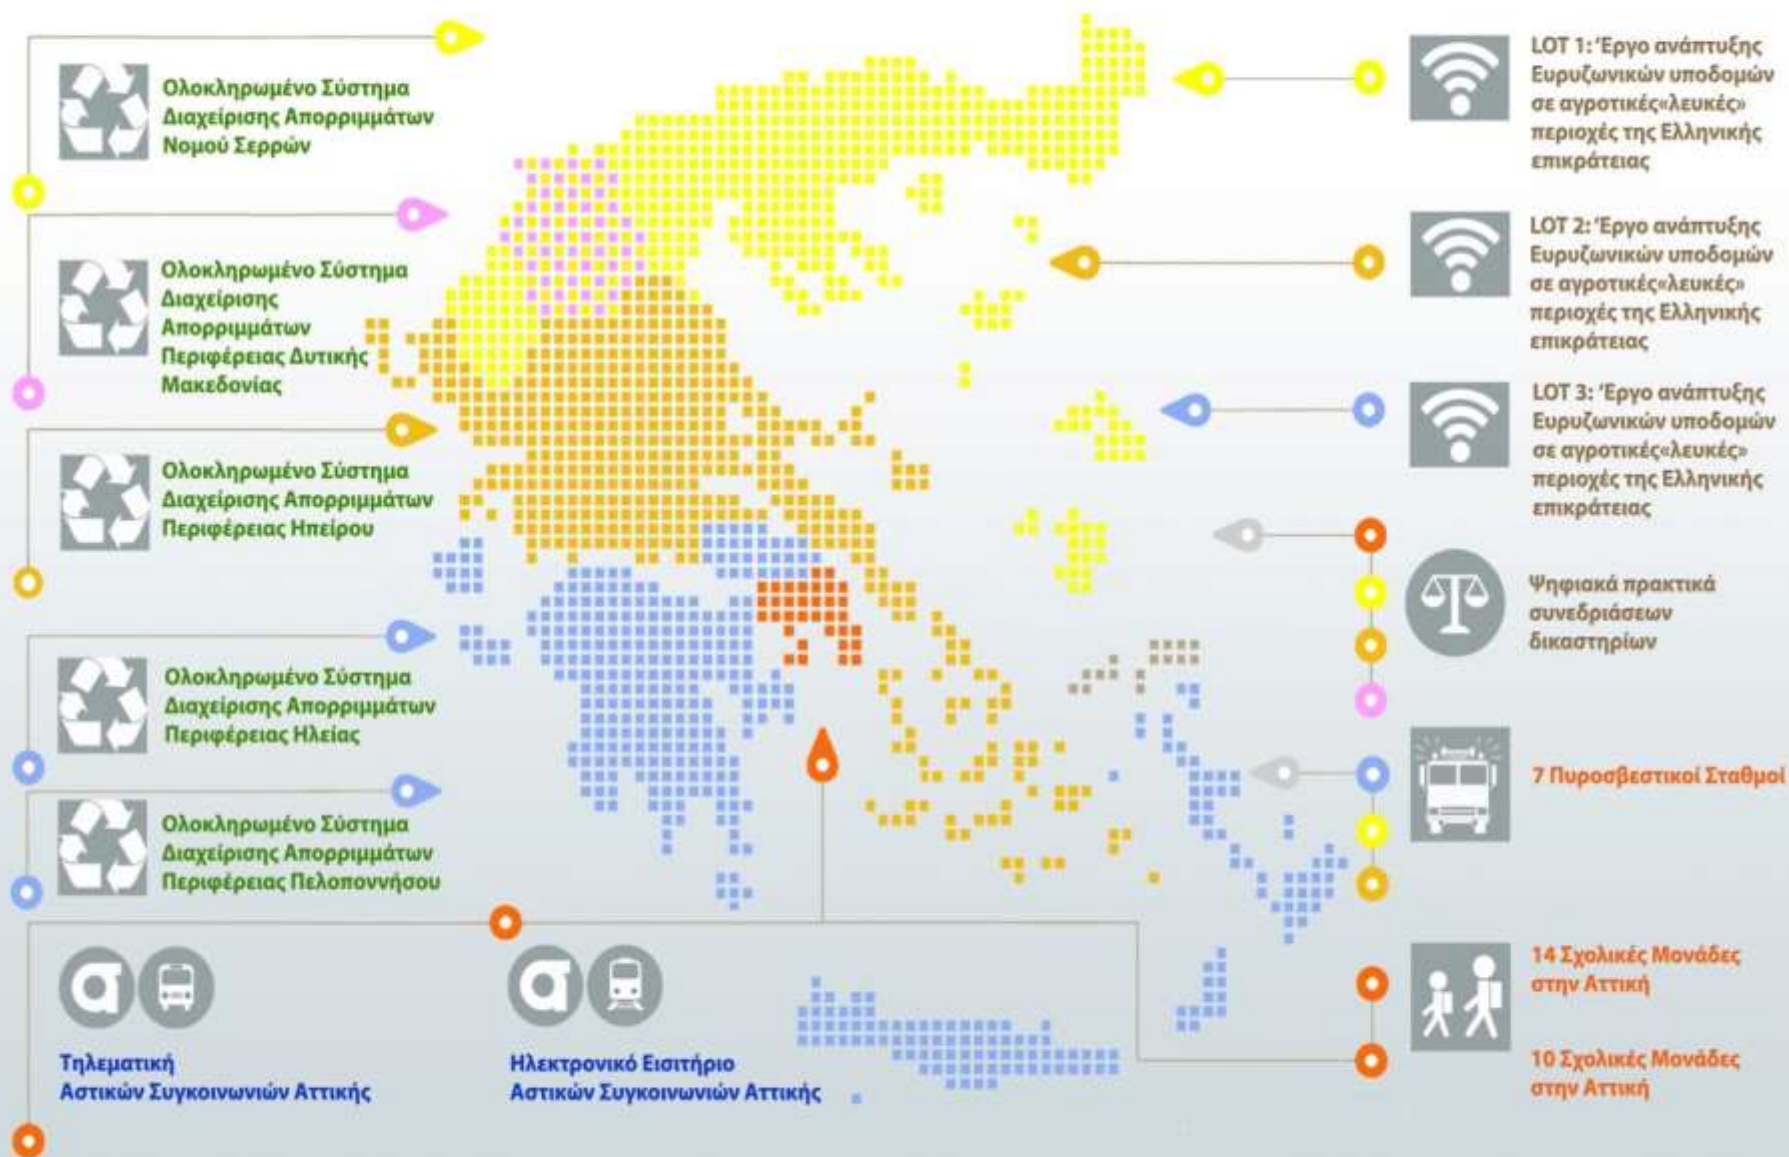 Ολοκληρωμένο Σύστημα
Διαχείρισης Απορριμμάτων
Νομού Σερρών
Ολοκληρωμένο Σύστημα
Διαχείρισης
Απορριμμάτων
Περιφέρειας Δυτικής
Μακεδονίας
Ολοκληρωμένο Σύστημα
Διαχείρισης Απορριμμάτων
Περιφέρειας Ηπείρου
Ολοκληρωμένο Σύστημα
Διαχείρισης Απορριμμάτων
Περιφέρειας Ηλείας
Ολοκληρωμένο Σύστημα
Διαχείρισης Απορριμμάτων
Περιφέρειας Πελοποννήσου
Τηλεματική
Αστικών Συγκοινωνιών Αττικής
Ηλεκτρονικό Εισιτήριο
Αστικών Συγκοινωνιών Αττικής
LOT 1: Έργο ανάπτυξης
Ευρυζωνικών υποδομών
σε αγροτικές«λευκές»
περιοχές της Ελληνικής
επικράτειας
LOT 2: Έργο ανάπτυξης
Ευρυζωνικών υποδομών
σε αγροτικές«λευκές»
περιοχές της Ελληνικής
επικράτειας
LOT 3: Έργο ανάπτυξης
Ευρυζωνικών υποδομών
σε αγροτικές«λευκές»
περιοχές της Ελληνικής
επικράτειας
Ψηφιακά πρακτικά
συνεδριάσεων
δικαστηρίων
7 Πυροσβεστικοί Σταθμοί
14 Σχολικές Μονάδες
στην Αττική
10 Σχολικές Μονάδες
στην Αττική